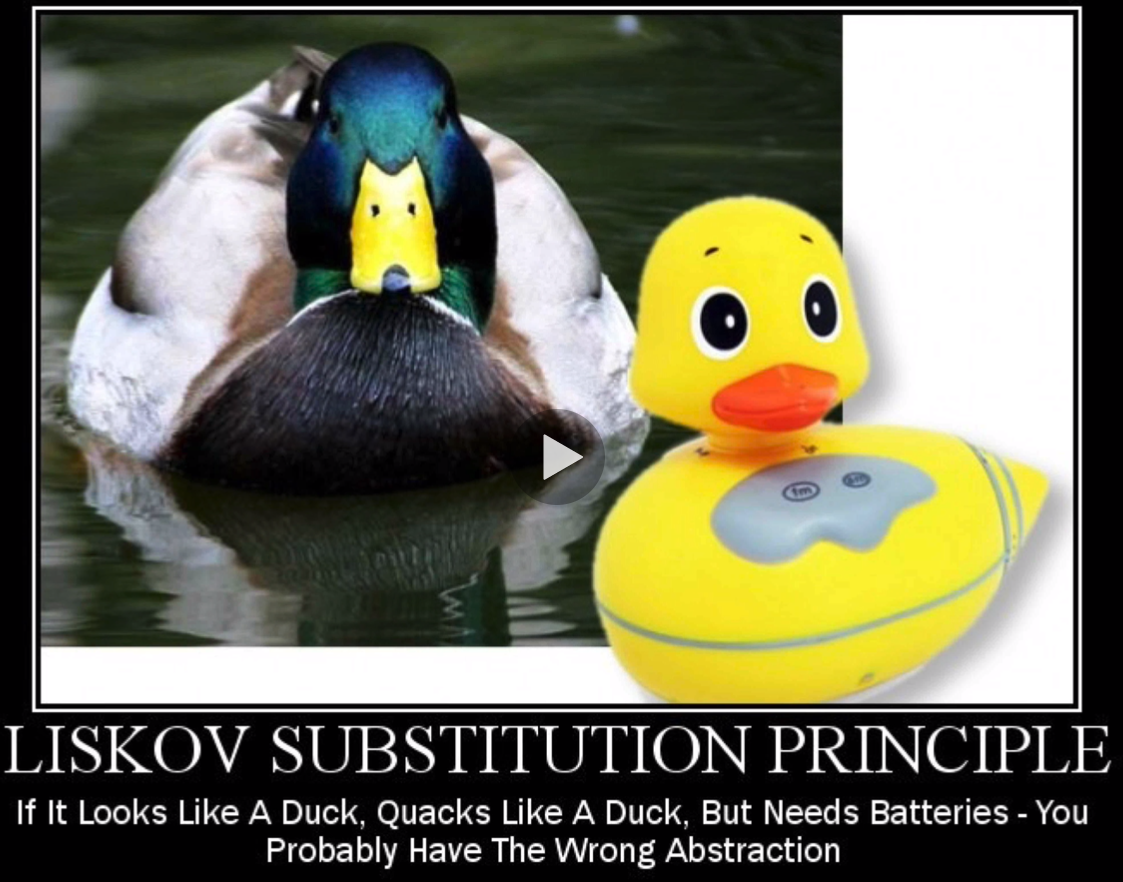 fm
LISKOV SUBSTITUTION PRINCIPLE
If It Looks Like A Duck, Quacks Like A Duck, But Needs Batteries - You
Probably Have The Wrong Abstraction